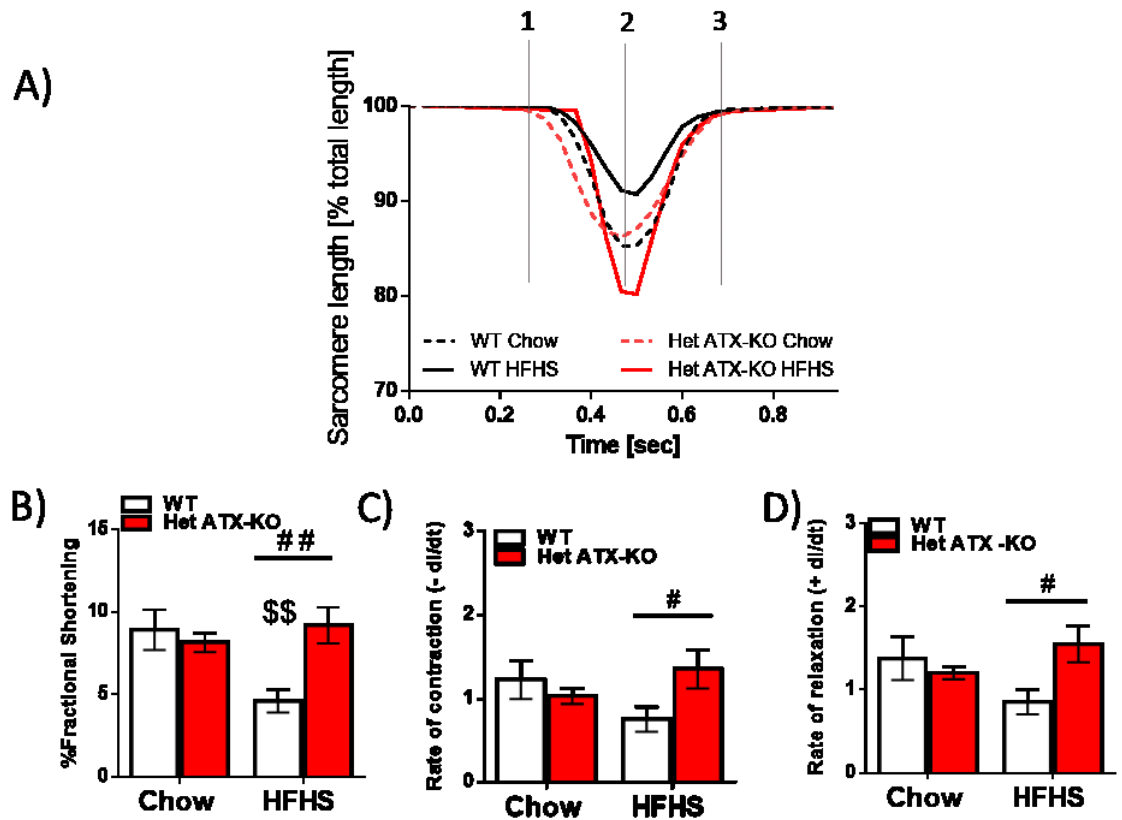 1 2 3
A)
Sarcomere length [% total length]
100
90
80
70
WT Chow
Het ATX-KO Chow
WT HFHS
Het ATX-KO HFHS
0.0 0.2 0.4 0.6 0.8
Time [sec]
B)
%Fractional Shortening
WT
Het ATX-KO
15
10
5
0
##
$$
Chow HFHS
C)
Rate of contraction (- dl/dt)
WT
Het ATX-KO
3
2
1
0
#
Chow HFHS
D)
Rate of relaxation (+ dl/dt)
WT
Het ATX -KO
3
2
1
0
#
Chow HFHS